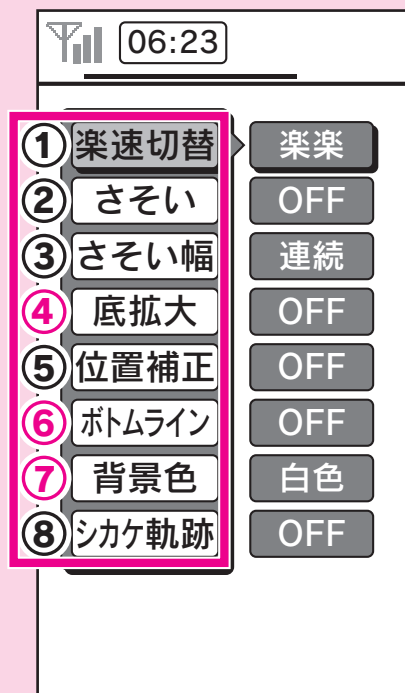 06:23
① 楽速切替 楽楽
② さそい OFF
③ さそい幅 連続
④ 底拡大 OFF
⑤ 位置補正 OFF
⑥ ボトムライン OFF
⑦ 背景色 白色
⑧ シカケ軌跡 OFF